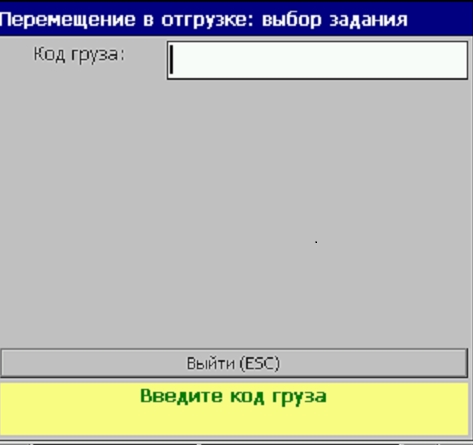 Перемещение в отгрузке: выбор задания
Код груза:
Выйти (ESC)
Введите код груза